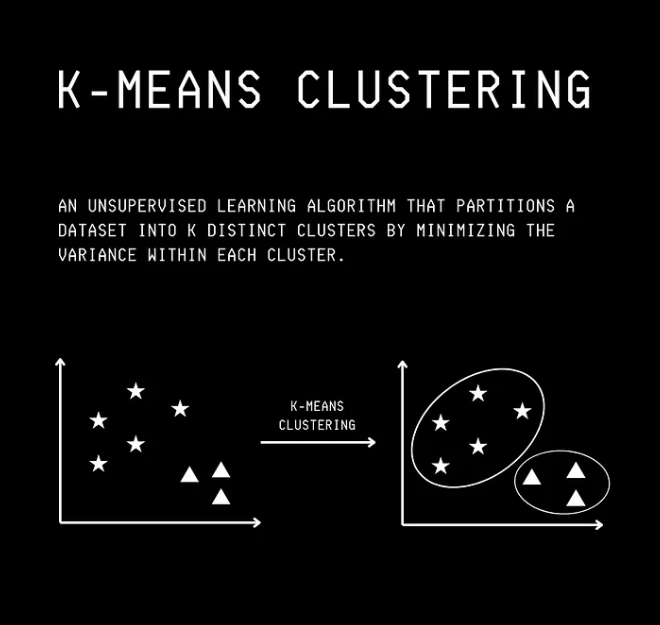 K-MEANS CLUSTERING
AN UNSUPERVISED LEARNING ALGORITHM THAT PARTITIONS A
DATASET INTO K DISTINCT CLUSTERS BY MINIMIZING THE
VARIANCE WITHIN EACH CLUSTER.
K-MEANS
CLUSTERING